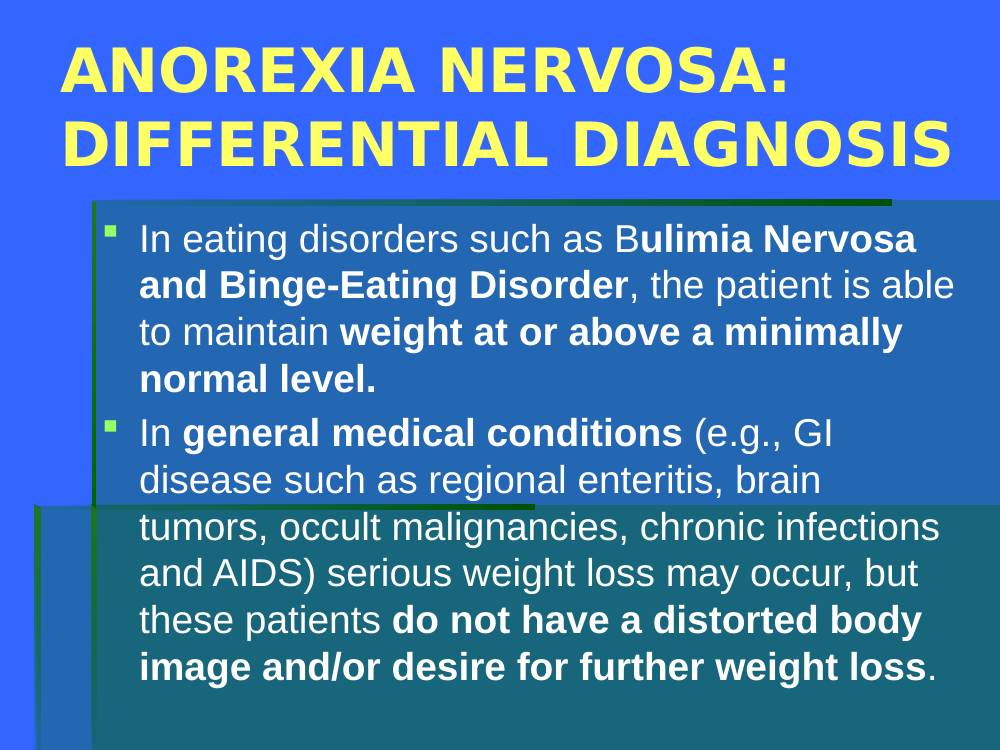 ANOREXIA NERVOSA:
DIFFERENTIAL DIAGNOSIS
In eating disorders such as Bulimia Nervosa
and Binge-Eating Disorder, the patient is able
to maintain weight at or above a minimally
normal level.
In general medical conditions (e.g., GI
disease such as regional enteritis, brain
tumors, occult malignancies, chronic infections
and AIDS) serious weight loss may occur, but
these patients do not have a distorted body
image and/or desire for further weight loss.